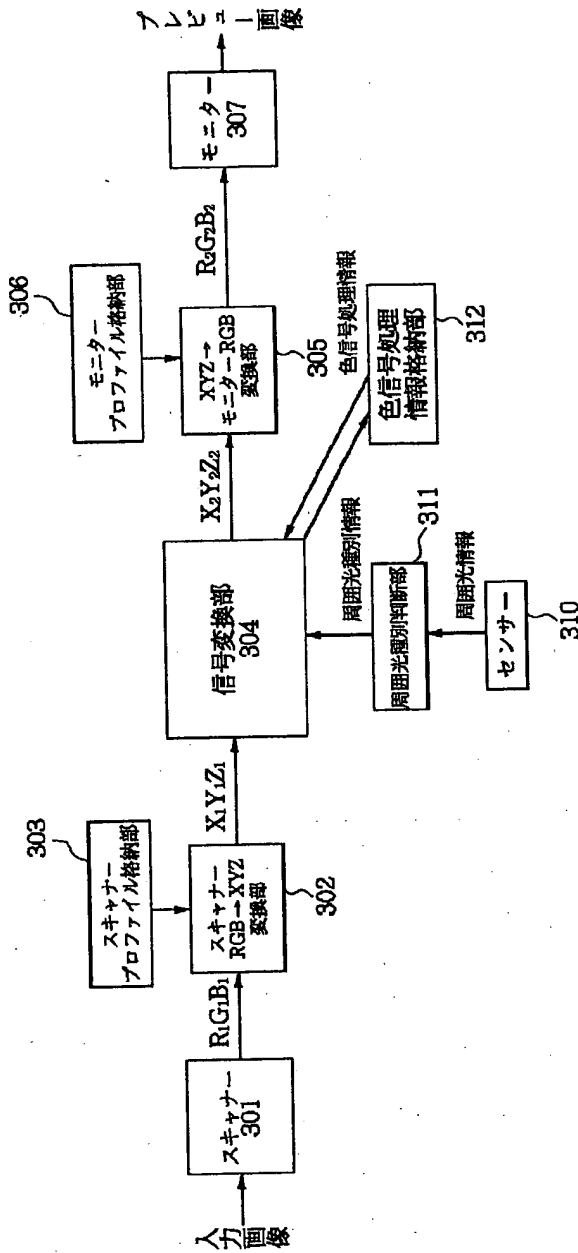 入力
画像
スキャナー
301
R₁G₁B₁
スキャナー
プロファイル格納部
303
スキャナー
RGB→XYZ
変換部
302
X₁Y₁Z₁
信号変換部
304
X₂Y₂Z₂
モニター
プロファイル格納部
306
XYZ→
モニターRGB
変換部
305
R₂G₂B₂
モニター
307
プレビュー画像
色信号処理情報
色信号処理
情報格納部
312
周囲光種別情報
周囲光種別判断部
311
周囲光情報
センサー
310